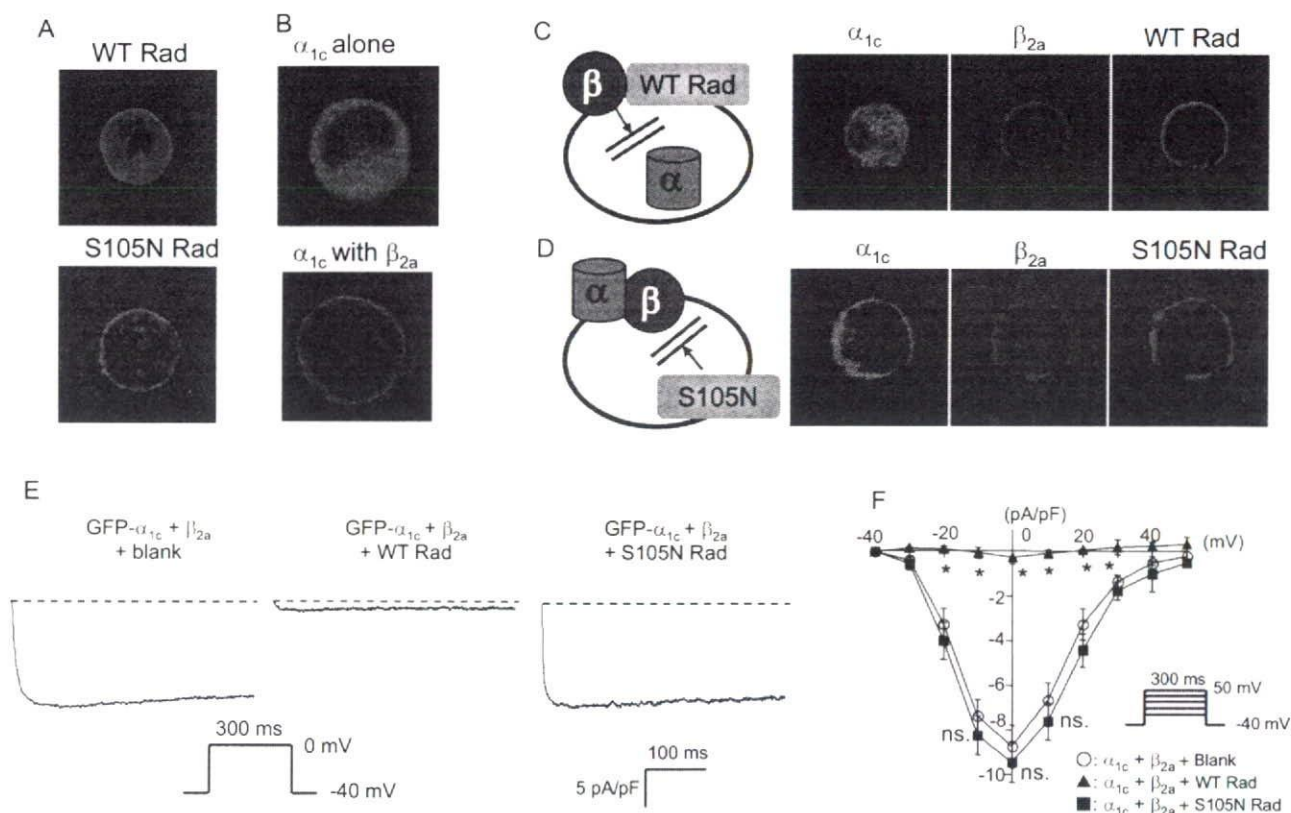 A
WT Rad
S105N Rad
B
α1c alone
α1c with β2a
C
β
WT Rad
α
α1c
β2a
WT Rad
D
α
β
S105N
α1c
β2a
S105N Rad
E
GFP-α1c + β2a
+ blank
GFP-α1c + β2a
+ WT Rad
GFP-α1c + β2a
+ S105N Rad
300 ms
0 mV
-40 mV
100 ms
5 pA/pF
F
(pA/pF)
-40 -20 0 20 40 (mV)
* * * * * *
-2
-4
-6
-8
-10
ns.
ns.
ns.
300 ms
50 mV
-40 mV
○: α1c + β2a + Blank
▲: α1c + β2a + WT Rad
■: α1c + β2a + S105N Rad